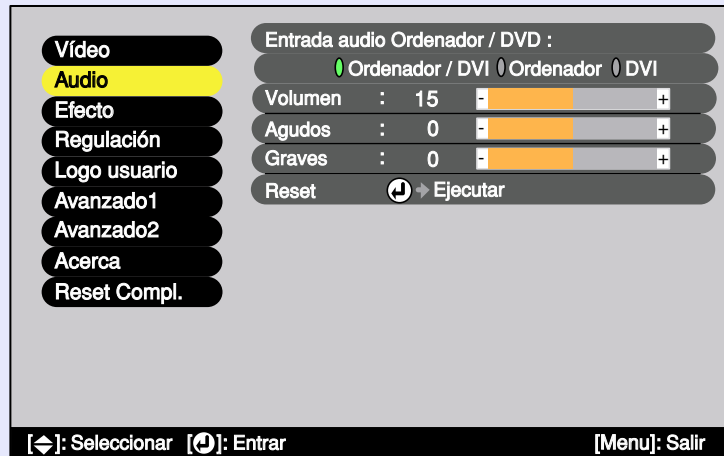 Vídeo
Audio
Efecto
Regulación
Logo usuario
Avanzado1
Avanzado2
Acerca
Reset Compl.
Entrada audio Ordenador / DVD :
Ordenador / DVI Ordenador DVI
Volumen : 15 - +
Agudos : 0 - +
Graves : 0 - +
Reset Ejecutar
[ ]: Seleccionar [ ]: Entrar [Menu]: Salir